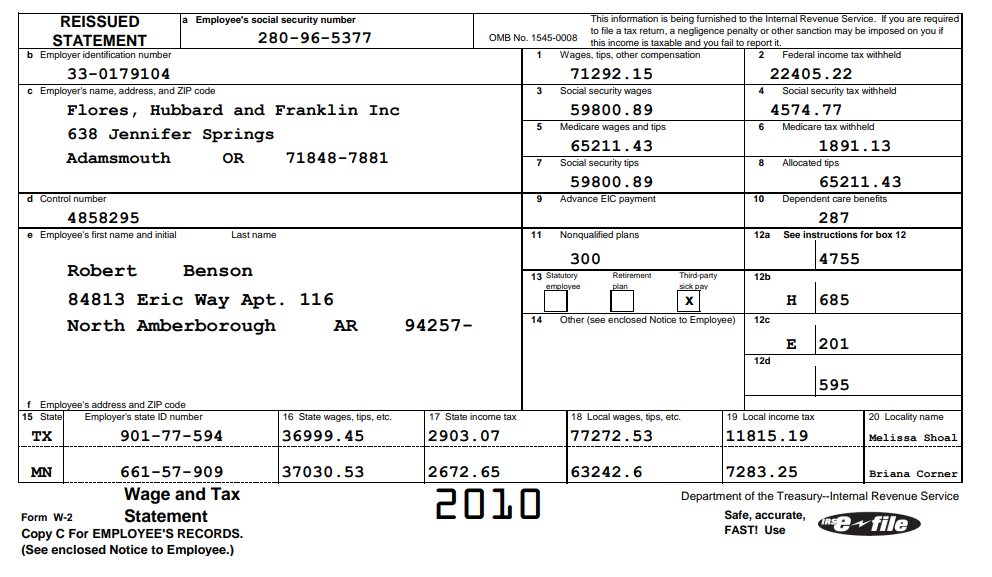 REISSUED STATEMENT
a Employee's social security number
280-96-5377
OMB No. 1545-0008
This information is being furnished to the Internal Revenue Service. If you are required
to file a tax return, a negligence penalty or other sanction may be imposed on you if
this income is taxable and you fail to report it.
b Employer identification number
33-0179104
1 Wages, tips, other compensation
71292.15
2 Federal income tax withheld
22405.22
c Employer's name, address, and ZIP code
Flores, Hubbard and Franklin Inc
638 Jennifer Springs
Adamsmouth OR 71848-7881
3 Social security wages
59800.89
4 Social security tax withheld
4574.77
5 Medicare wages and tips
65211.43
6 Medicare tax withheld
1891.13
7 Social security tips
59800.89
8 Allocated tips
65211.43
d Control number
4858295
9 Advance EIC payment
10 Dependent care benefits
287
e Employee's first name and initial Last name
Robert Benson
84813 Eric Way Apt. 116
North Amberborough AR 94257-
11 Nonqualified plans
300
12a See instructions for box 12
4755
13 Statutory employee
Retirement plan
Third-party sick pay
x
12b
H 685
14 Other (see enclosed Notice to Employee)
12c
E 201
12d
595
f Employee's address and ZIP code
15 State Employer's state ID number 16 State wages, tips, etc. 17 State income tax 18 Local wages, tips, etc. 19 Local income tax 20 Locality name
TX 901-77-594 36999.45 2903.07 77272.53 11815.19 Melissa Shoal
MN 661-57-909 37030.53 2672.65 63242.6 7283.25 Briana Corner
Form W-2
Wage and Tax
Statement
2010
Department of the Treasury--Internal Revenue Service
Copy C For EMPLOYEE'S RECORDS.
(See enclosed Notice to Employee.)
Safe, accurate,
FAST! Use
IRS e-file